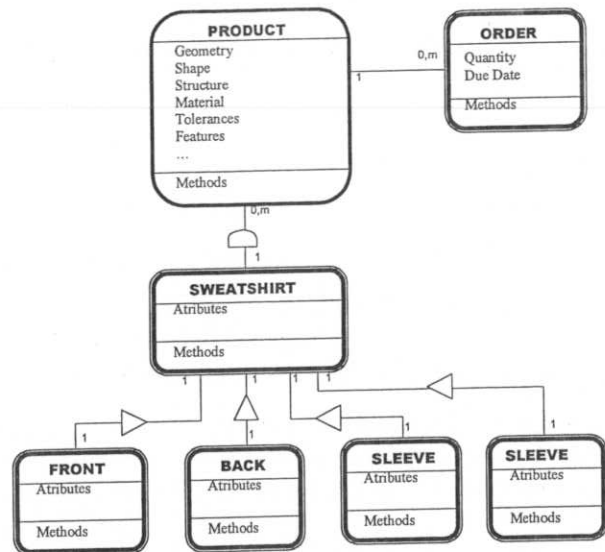 PRODUCT
Geometry
Shape
Structure
Material
Tolerances
Features
...
Methods
ORDER
Quantity
Due Date
Methods
0,m
1
0,m
1
SWEATSHIRT
Atributes
Methods
1
1
1
1
1
1
1
1
FRONT
Atributes
Methods
BACK
Atributes
Methods
SLEEVE
Atributes
Methods
SLEEVE
Atributes
Methods